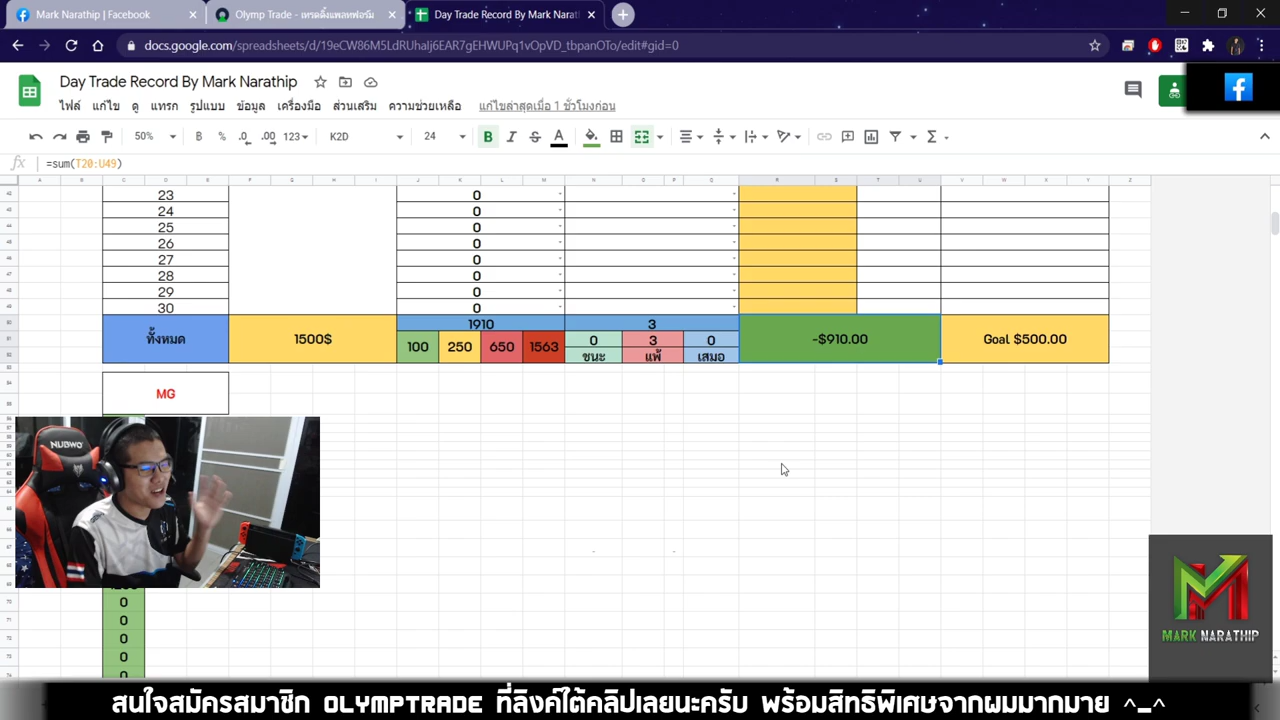 Mark Narathip | Facebook
Olymp Trade - เทรดดิ้งแพลทฟอร์ม
Day Trade Record By Mark Narat
docs.google.com/spreadsheets/d/19eCW86M5LdRUhaIj6EAR7gEHWUPq1vOpVD_tbpanOTo/edit#gid=0
Day Trade Record By Mark Narathip
ไฟล์ แก้ไข ดู แทรก รูปแบบ ข้อมูล เครื่องมือ ส่วนเสริม ความช่วยเหลือ แก้ไขล่าสุดเมื่อ 1 ชั่วโมงก่อน
50% ฿ % .0 .00 123 K2D 24 B I S A
=sum(T20:U49)
23 0
24 0
25 0
26 0
27 0
28 0
29 0
30 0
ทั้งหมด 1500$ 1910 3 -$910.00 Goal $500.00
100 250 650 1563 0 3 0
ชนะ แพ้ เสมอ
MG
NUBWO
0
0
0
0
0
MARK NARATHIP
สนใจสมัครสมาชิก OLYMPTRADE ที่ลิงค์ใต้คลิปเลยนะครับ พร้อมสิทธิพิเศษจากผมมากมาย ^_^